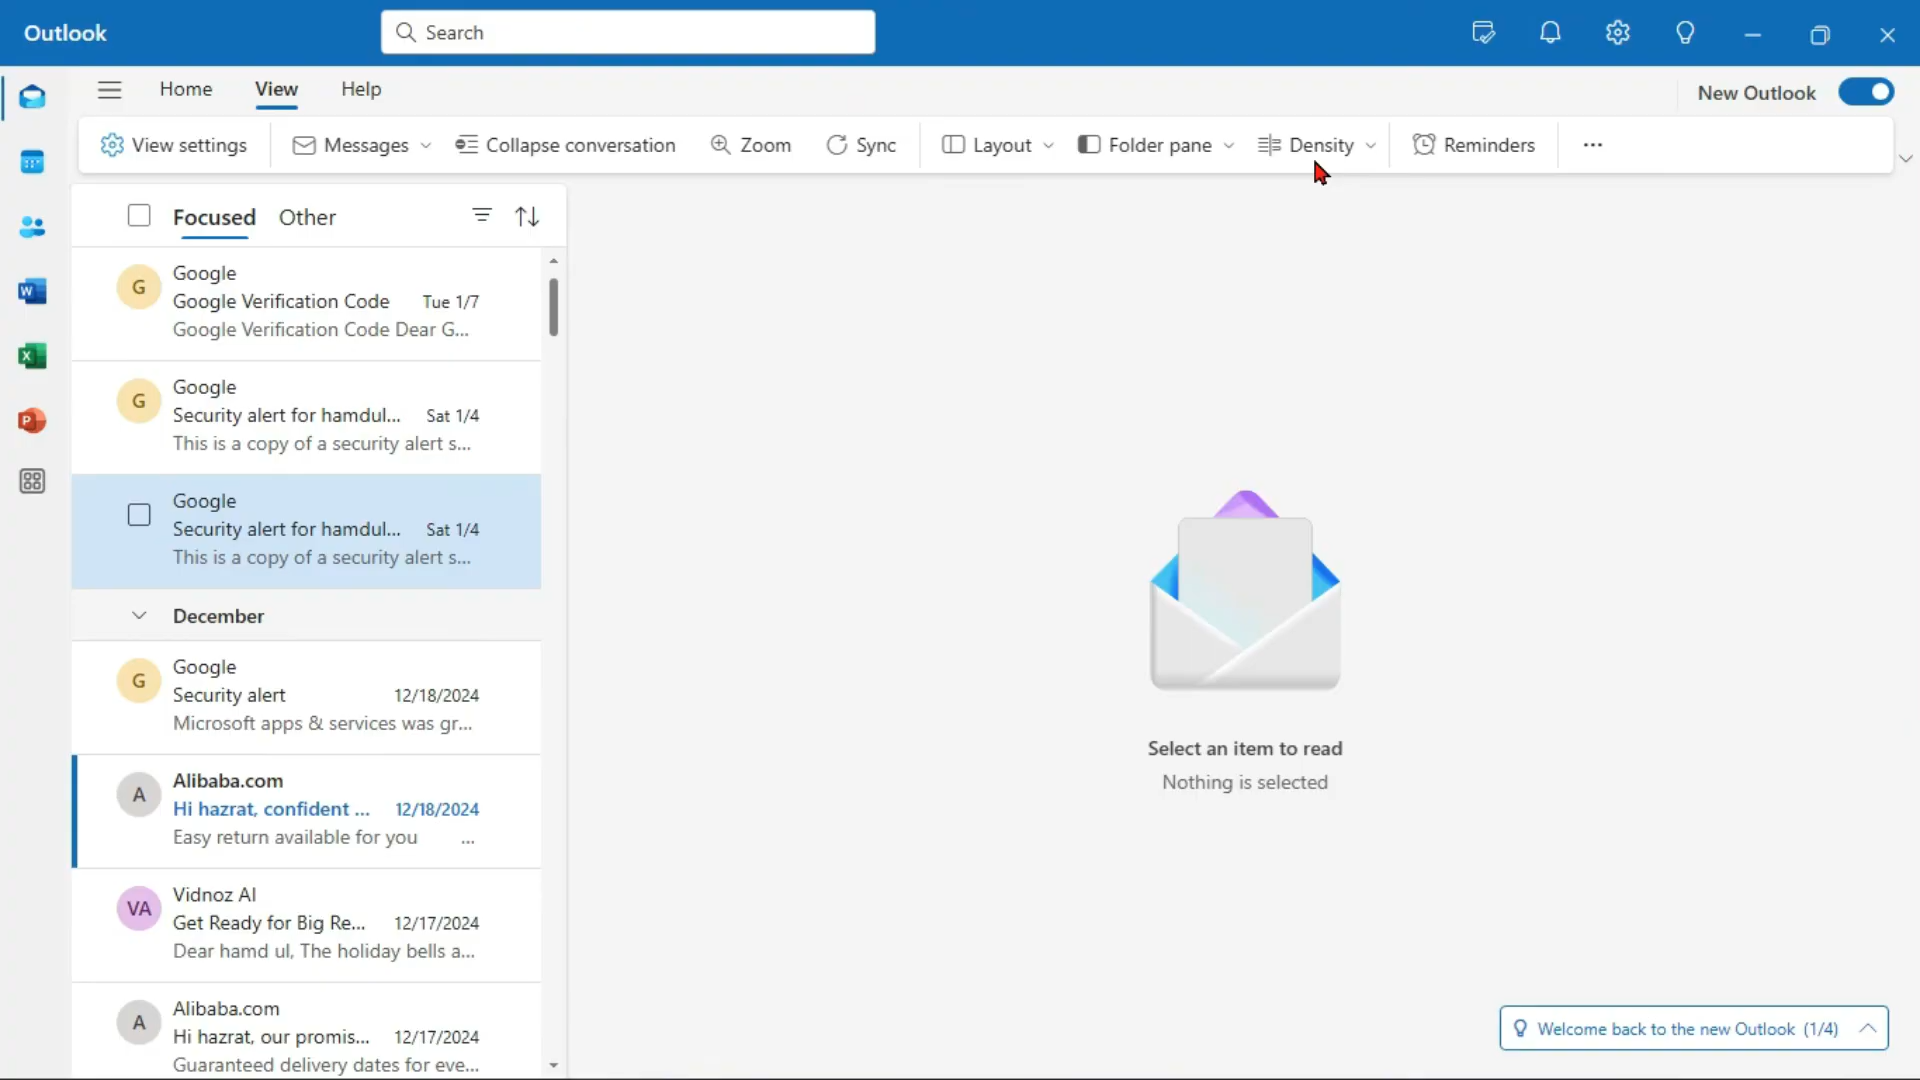 Outlook
Search
Home View Help
New Outlook
View settings Messages Collapse conversation Zoom Sync Layout Folder pane Density Reminders ...
Focused Other
G
Google
Google Verification Code Tue 1/7
Google Verification Code Dear G...
G
Google
Security alert for hamdul... Sat 1/4
This is a copy of a security alert s...
Google
Security alert for hamdul... Sat 1/4
This is a copy of a security alert s...
December
G
Google
Security alert 12/18/2024
Microsoft apps & services was gr...
A
Alibaba.com
Hi hazrat, confident ... 12/18/2024
Easy return available for you ...
VA
Vidnoz AI
Get Ready for Big Re... 12/17/2024
Dear hamd ul, The holiday bells a...
A
Alibaba.com
Hi hazrat, our promis... 12/17/2024
Guaranteed delivery dates for eve...
Select an item to read
Nothing is selected
Welcome back to the new Outlook (1/4)
W
X
P